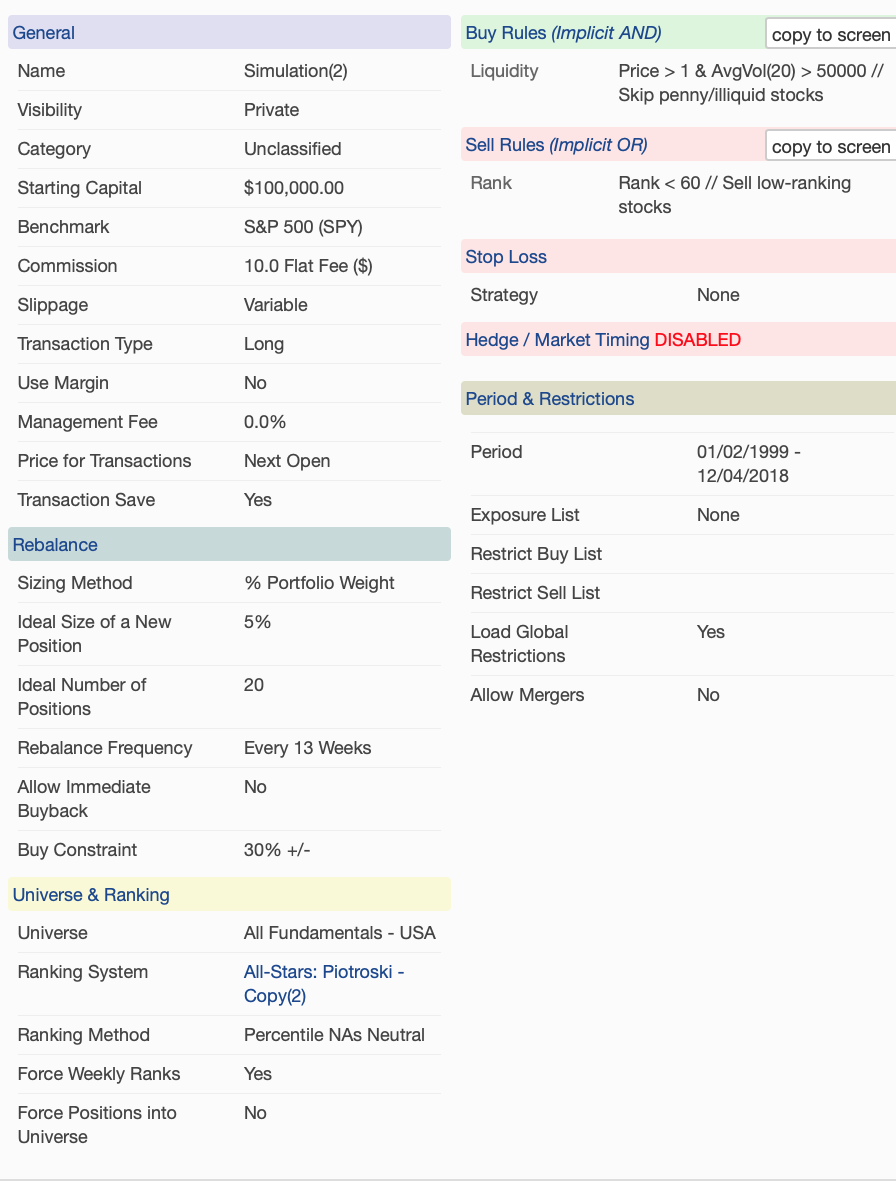 General
Name Simulation(2)
Visibility Private
Category Unclassified
Starting Capital $100,000.00
Benchmark S&P 500 (SPY)
Commission 10.0 Flat Fee ($)
Slippage Variable
Transaction Type Long
Use Margin No
Management Fee 0.0%
Price for Transactions Next Open
Transaction Save Yes
Rebalance
Sizing Method % Portfolio Weight
Ideal Size of a New 5%
Position
Ideal Number of 20
Positions
Rebalance Frequency Every 13 Weeks
Allow Immediate No
Buyback
Buy Constraint 30% +/-
Universe & Ranking
Universe All Fundamentals - USA
Ranking System All-Stars: Piotroski -
Copy(2)
Ranking Method Percentile NAs Neutral
Force Weekly Ranks Yes
Force Positions into No
Universe
Buy Rules (Implicit AND) copy to screen
Liquidity Price > 1 & AvgVol(20) > 50000 //
Skip penny/illiquid stocks
Sell Rules (Implicit OR) copy to screen
Rank Rank < 60 // Sell low-ranking
stocks
Stop Loss
Strategy None
Hedge / Market Timing DISABLED
Period & Restrictions
Period 01/02/1999 -
12/04/2018
Exposure List None
Restrict Buy List
Restrict Sell List
Load Global Yes
Restrictions
Allow Mergers No